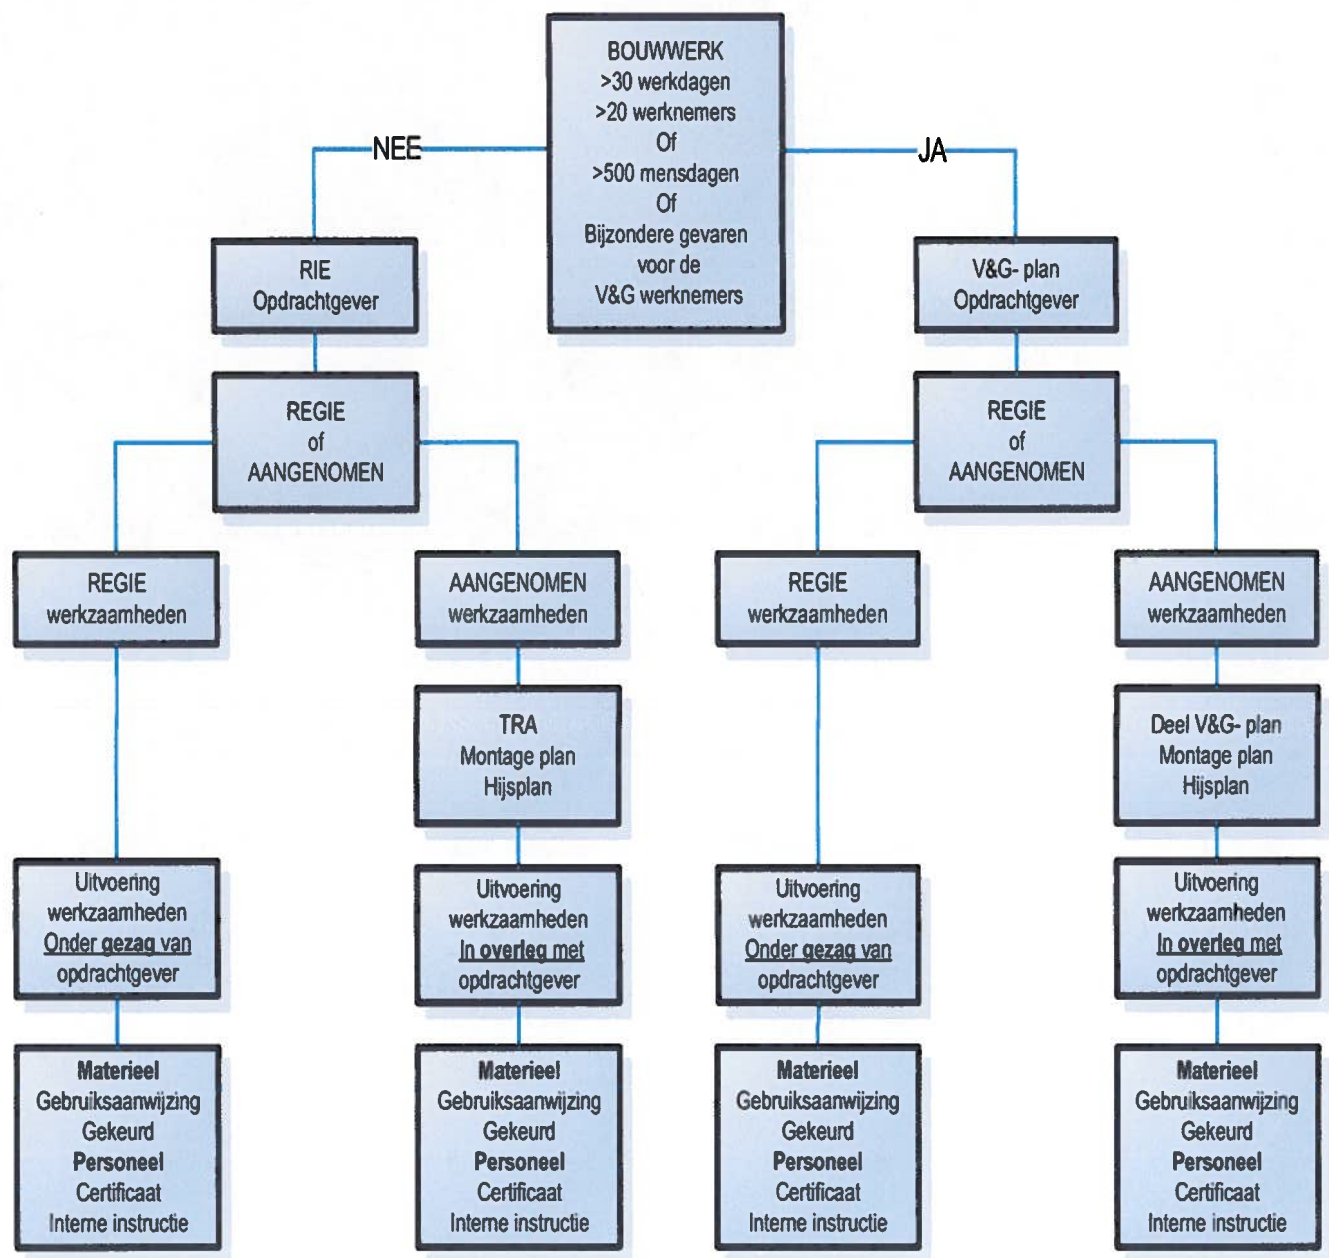 BOUWWERK
>30 werkdagen
>20 werknemers
Of
>500 mensdagen
Of
Bijzondere gevaren
voor de
V&G werknemers
NEE
JA
RIE
Opdrachtgever
V&G- plan
Opdrachtgever
REGIE
of
AANGENOMEN
REGIE
of
AANGENOMEN
REGIE
werkzaamheden
AANGENOMEN
werkzaamheden
REGIE
werkzaamheden
AANGENOMEN
werkzaamheden
TRA
Montage plan
Hijsplan
Deel V&G- plan
Montage plan
Hijsplan
Uitvoering
werkzaamheden
Onder gezag van
opdrachtgever
Uitvoering
werkzaamheden
In overleg met
opdrachtgever
Uitvoering
werkzaamheden
Onder gezag van
opdrachtgever
Uitvoering
werkzaamheden
In overleg met
opdrachtgever
Materieel
Gebruiksaanwijzing
Gekeurd
Personeel
Certificaat
Interne instructie
Materieel
Gebruiksaanwijzing
Gekeurd
Personeel
Certificaat
Interne instructie
Materieel
Gebruiksaanwijzing
Gekeurd
Personeel
Certificaat
Interne instructie
Materieel
Gebruiksaanwijzing
Gekeurd
Personeel
Certificaat
Interne instructie